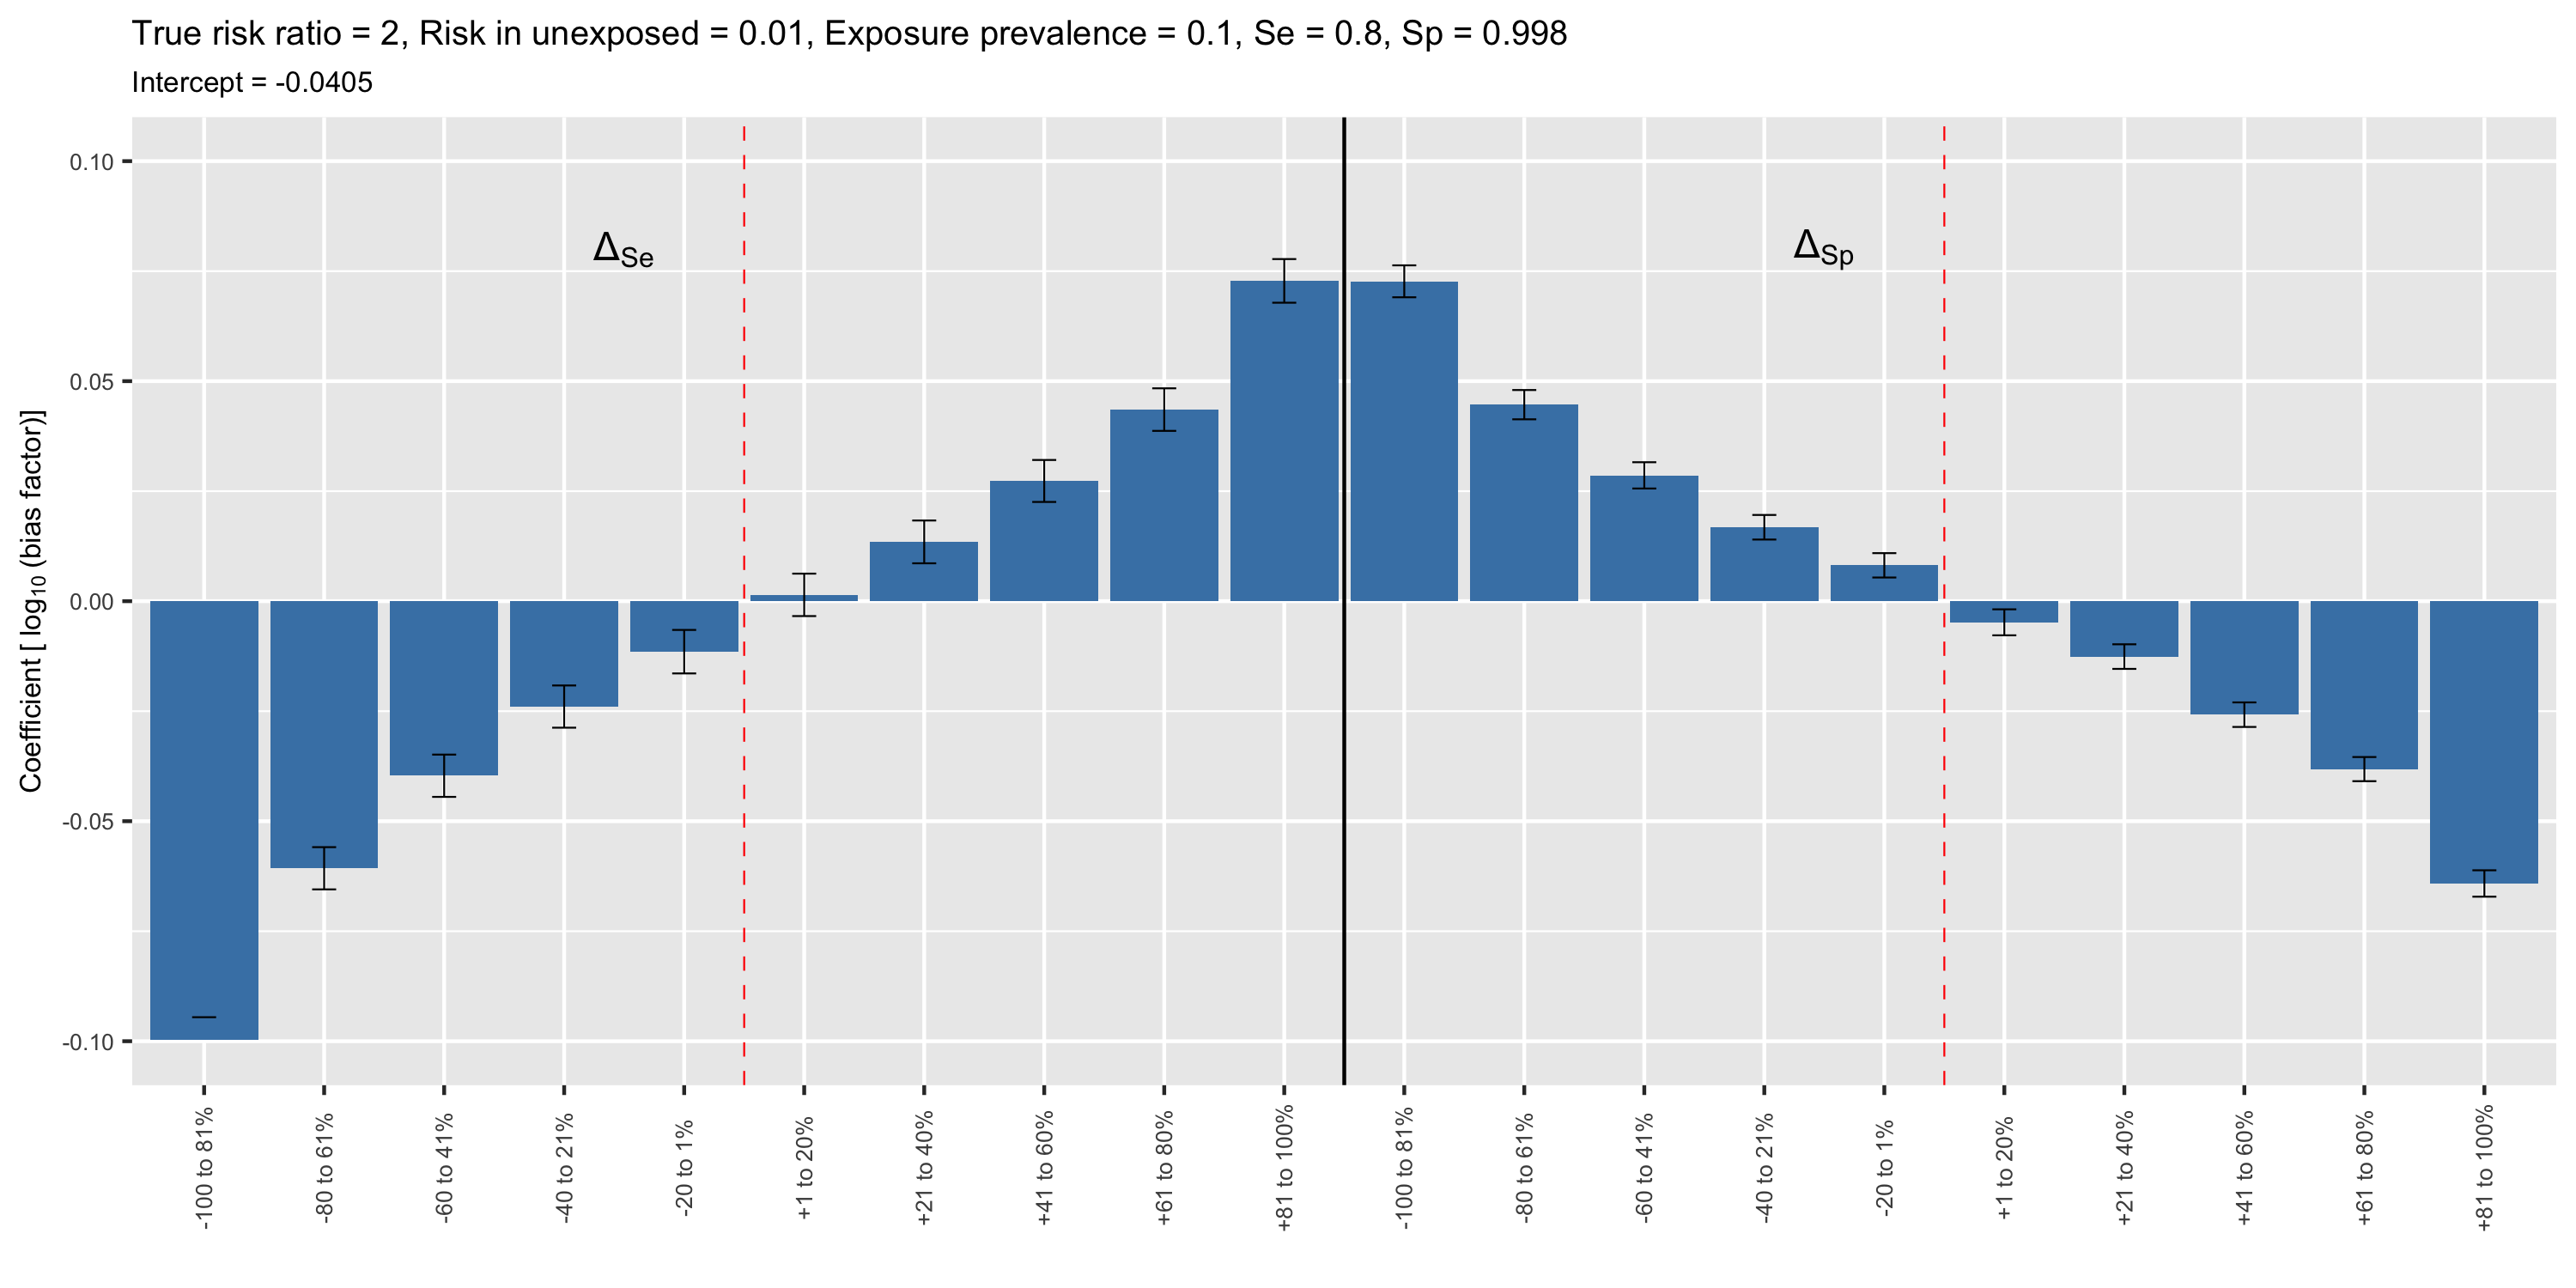 True risk ratio = 2, Risk in unexposed = 0.01, Exposure prevalence = 0.1, Se = 0.8, Sp = 0.998
Intercept = -0.0405
Coefficient [ log₁₀ (bias factor)]
0.10
0.05
0.00
-0.05
-0.10
Δ_Se
Δ_Sp
-100 to 81%
-80 to 61%
-60 to 41%
-40 to 21%
-20 to 1%
+1 to 20%
+21 to 40%
+41 to 60%
+61 to 80%
+81 to 100%
-100 to 81%
-80 to 61%
-60 to 41%
-40 to 21%
-20 to 1%
+1 to 20%
+21 to 40%
+41 to 60%
+61 to 80%
+81 to 100%